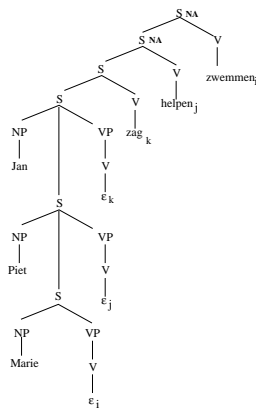 S NA
S NA V
S V zwemmen i
S V helpen j
NP VP zag k
Jan V
ε k
S
NP VP
Piet V
S ε j
NP VP
Marie V
ε i